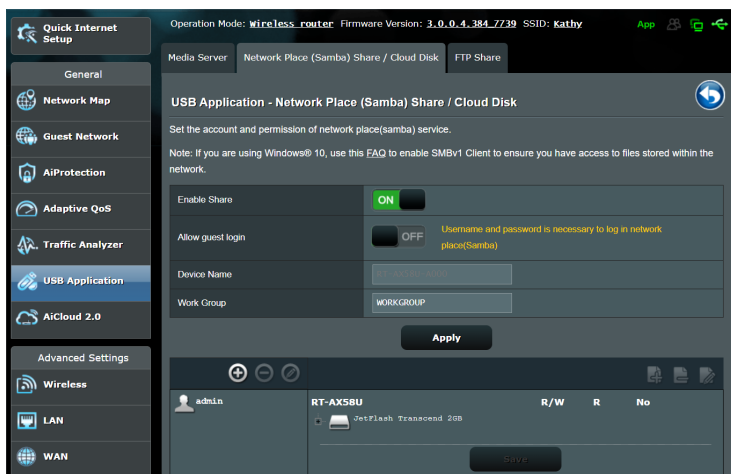 Quick Internet
Setup
Operation Mode: Wireless router Firmware Version: 3.0.0.4.384_7739 SSID: Kathy
App
Media Server
Network Place (Samba) Share / Cloud Disk
FTP Share
General
Network Map
Guest Network
AiProtection
Adaptive QoS
Traffic Analyzer
USB Application
AiCloud 2.0
Advanced Settings
Wireless
LAN
WAN
USB Application - Network Place (Samba) Share / Cloud Disk
Set the account and permission of network place(samba) service.
Note: If you are using Windows® 10, use this FAQ to enable SMBv1 Client to ensure you have access to files stored within the
network.
Enable Share
ON
Allow guest login
OFF
Username and password is necessary to log in network
place(Samba)
Device Name
Work Group
WORKGROUP
Apply
admin
RT-AX58U R/W R No
JetFlash Transcend 2GB
Save